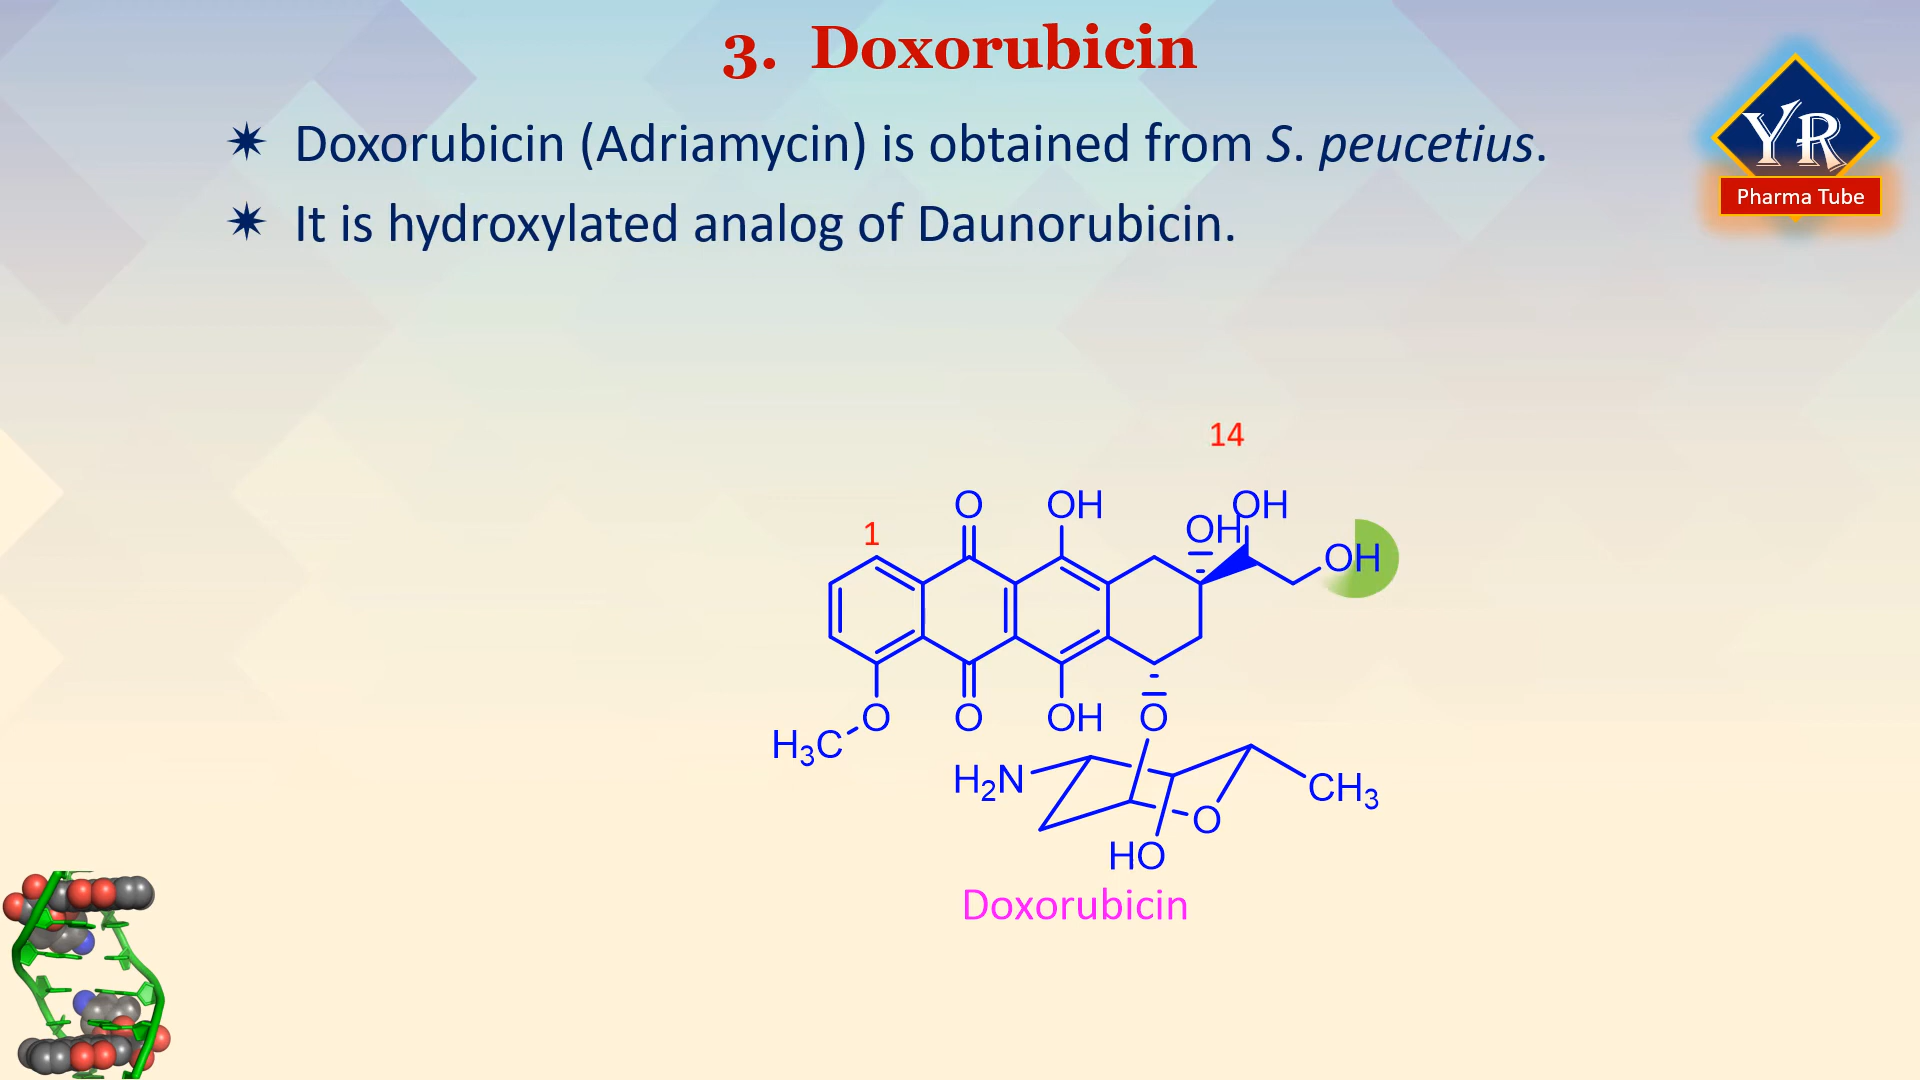 3. Doxorubicin
YR
Pharma Tube
✷ Doxorubicin (Adriamycin) is obtained from S. peucetius.
✷ It is hydroxylated analog of Daunorubicin.
14
O OH OH OH
1
OH
O O OH O
H₃C
H₂N
CH₃
O
HO
Doxorubicin